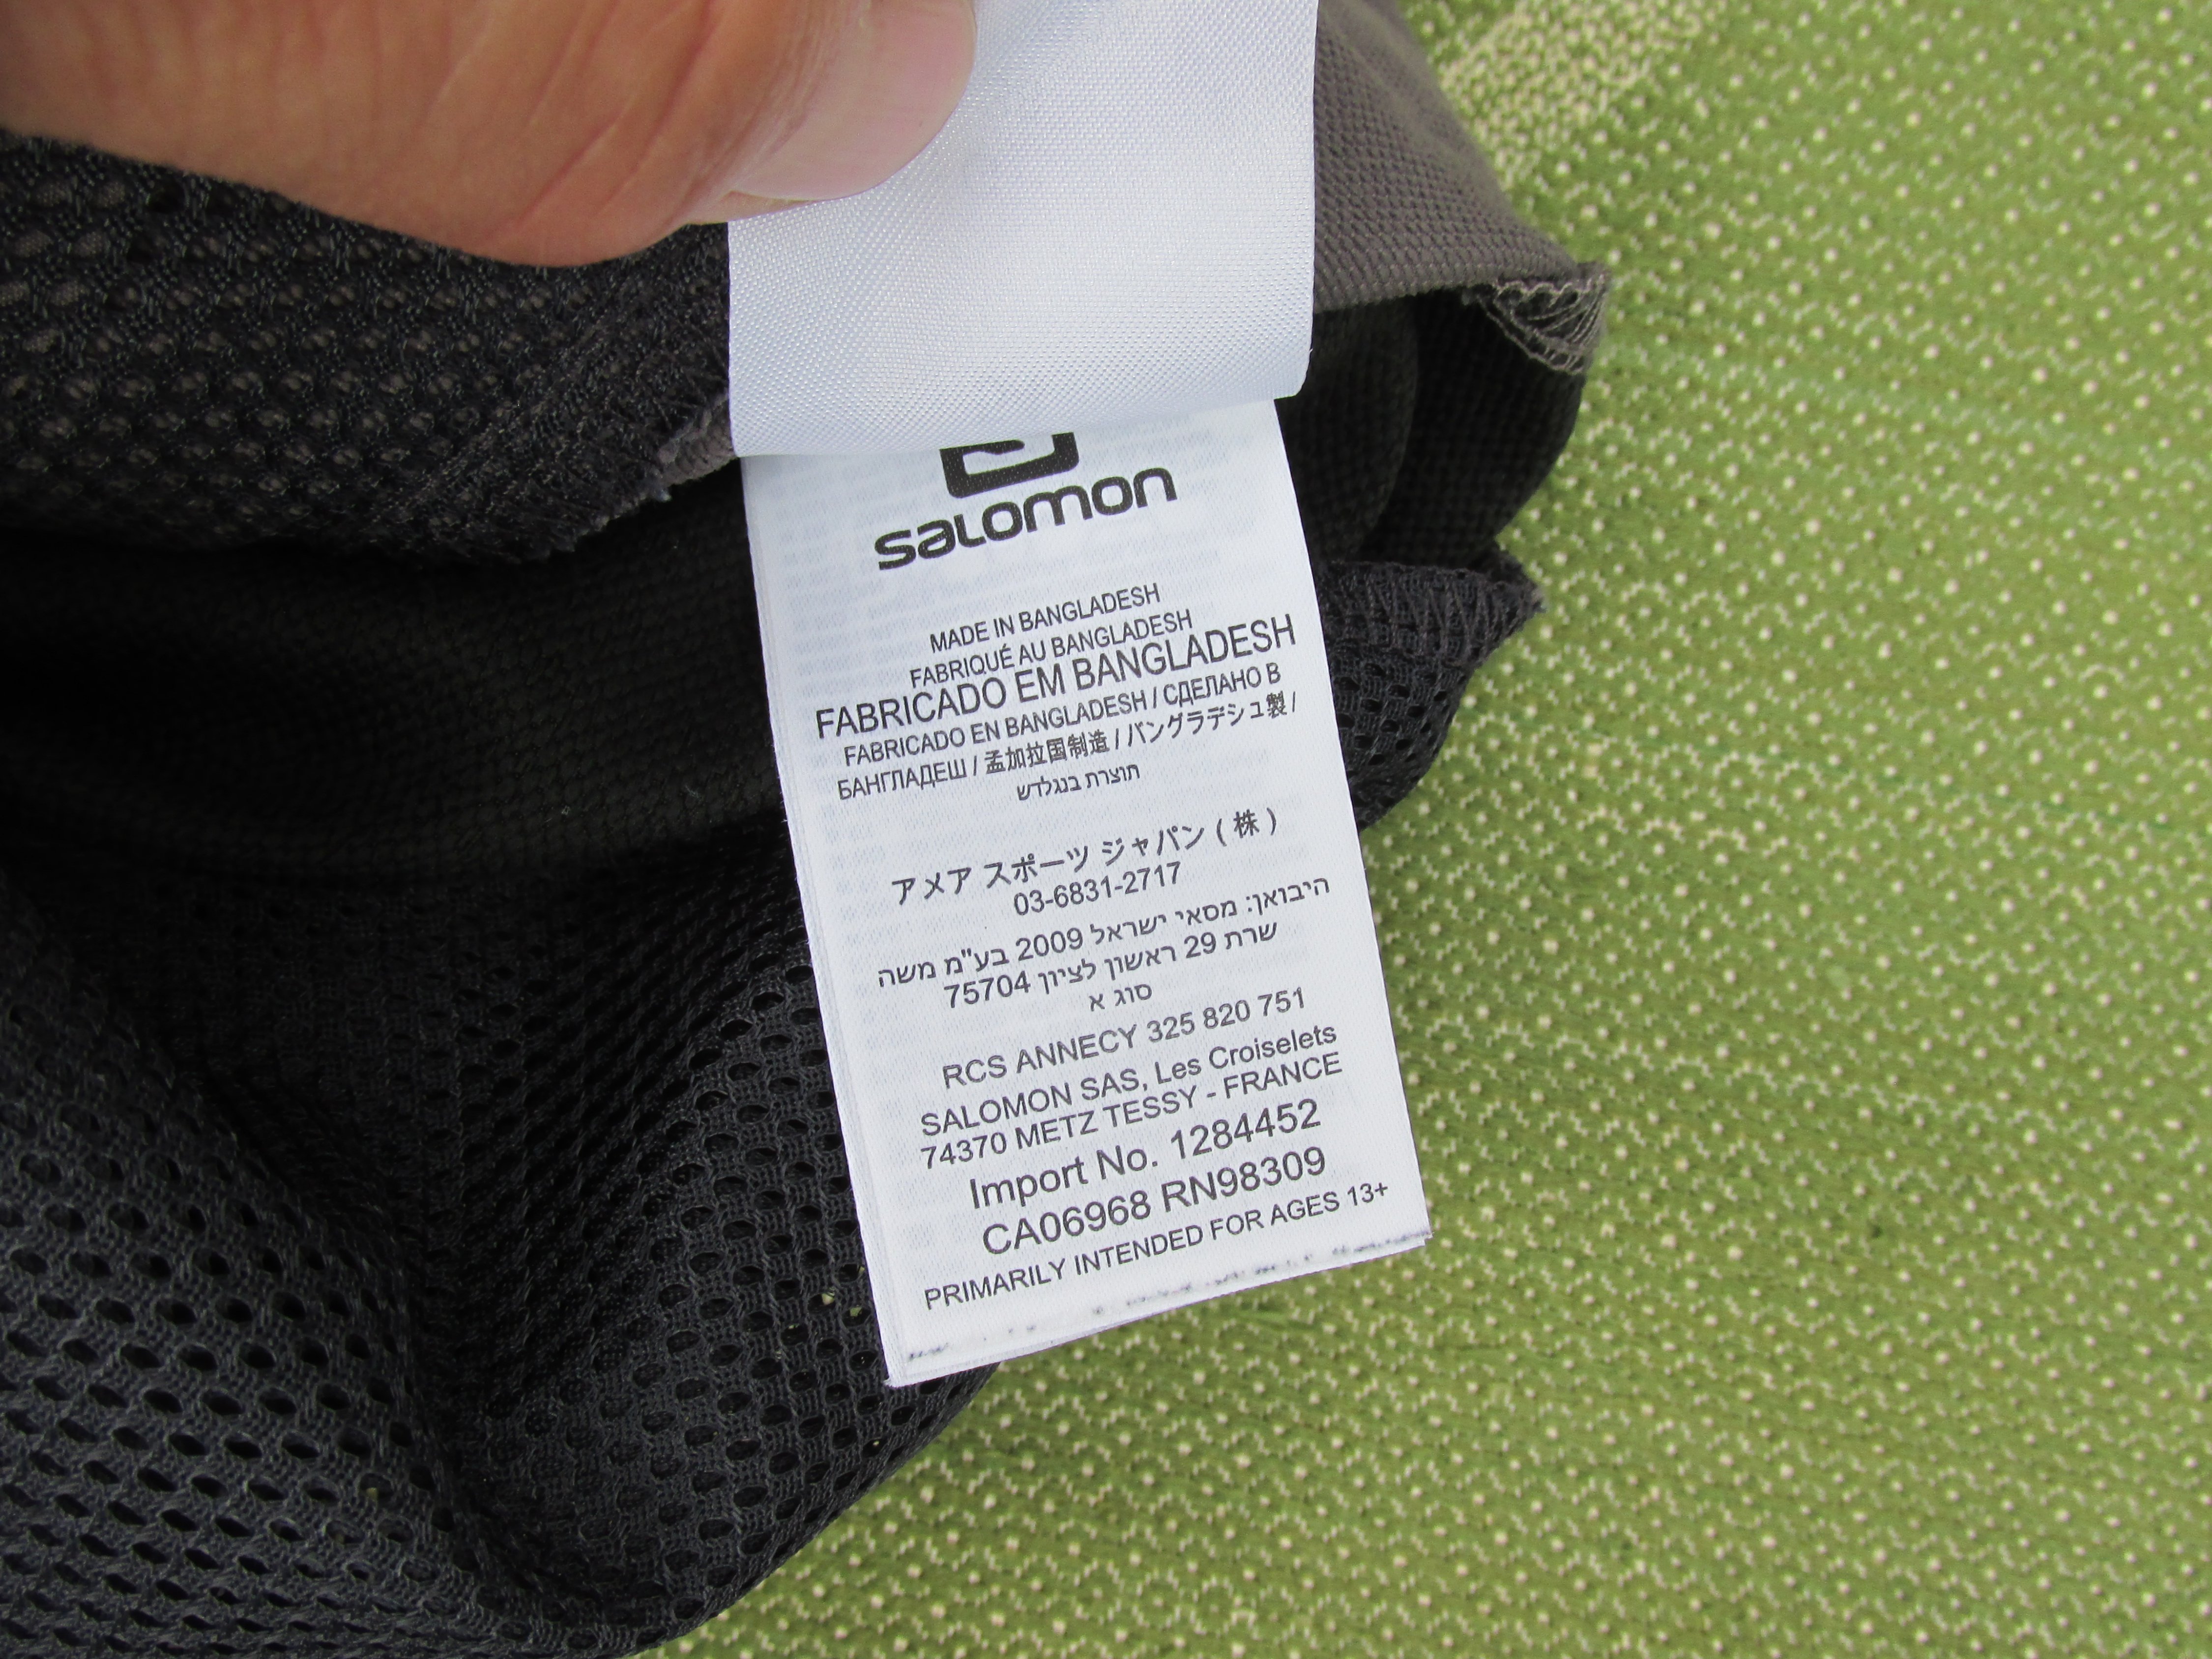 SALOMON
MADE IN BANGLADESH
FABRIQUÉ AU BANGLADESH
FABRICADO EM BANGLADESH
FABRICADO EN BANGLADESH / СДЕЛАНО В
БАНГЛАДЕШ / 孟加拉国制造 / バングラデシュ製 /
תוצרת בנגלדש
アメア スポーツ ジャパン ( 株 )
03-6831-2717
היבואן: מסאי ישראל 2009 בע"מ משה
שרת 29 ראשון לציון 75704
סוג א
RCS ANNECY 325 820 751
SALOMON SAS, Les Croiselets
74370 METZ TESSY - FRANCE
Import No. 1284452
CA06968 RN98309
PRIMARILY INTENDED FOR AGES 13+